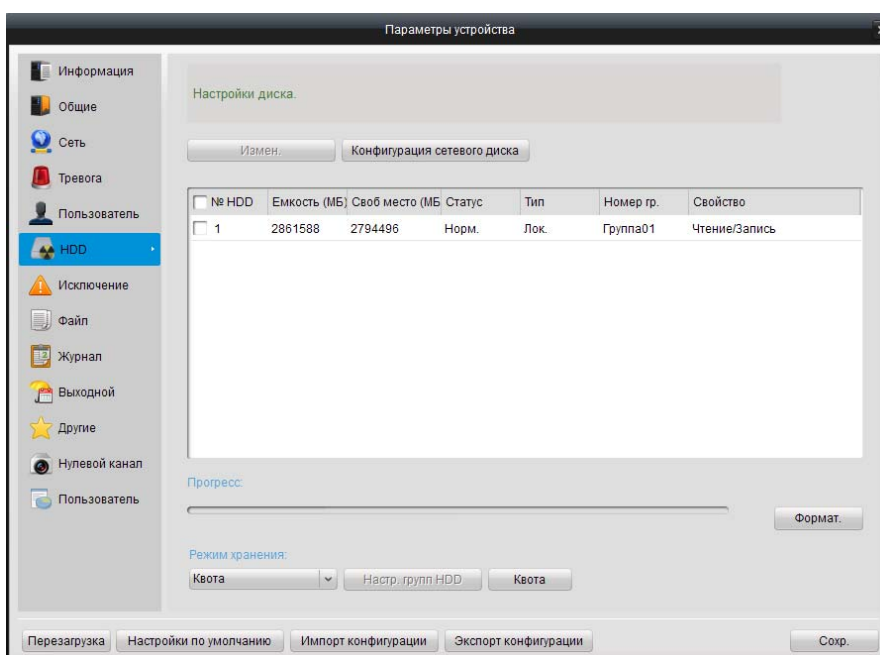 Параметры устройства
Информация
Общие
Сеть
Тревога
Пользователь
HDD
Исключение
Файл
Журнал
Выходной
Другие
Нулевой канал
Пользователь
Настройки диска.
Измен. Конфигурация сетевого диска
№ HDD Емкость (МБ) Своб место (МБ Статус Тип Номер гр. Свойство
1 2861588 2794496 Норм. Лок. Группа01 Чтение/Запись
Прогресс:
Формат.
Режим хранения:
Квота Настр. групп HDD Квота
Перезагрузка Настройки по умолчанию Импорт конфигурации Экспорт конфигурации Сохр.